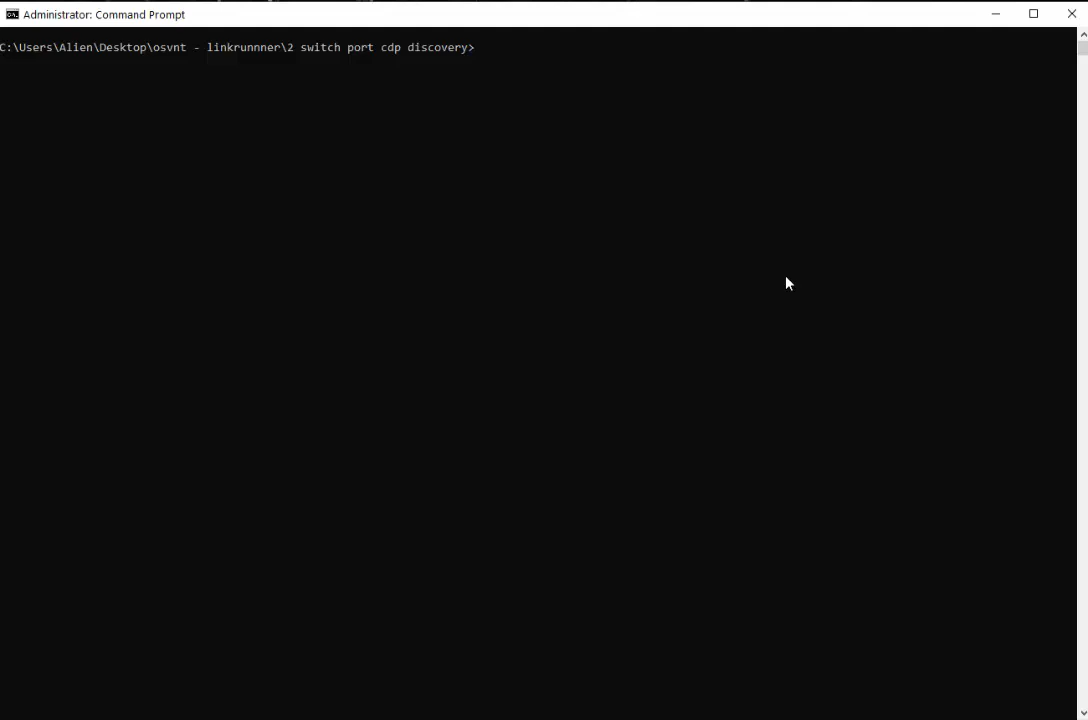 Administrator: Command Prompt
C:\Users\Alien\Desktop\osvnt - linkrunnner\2 switch port cdp discovery>